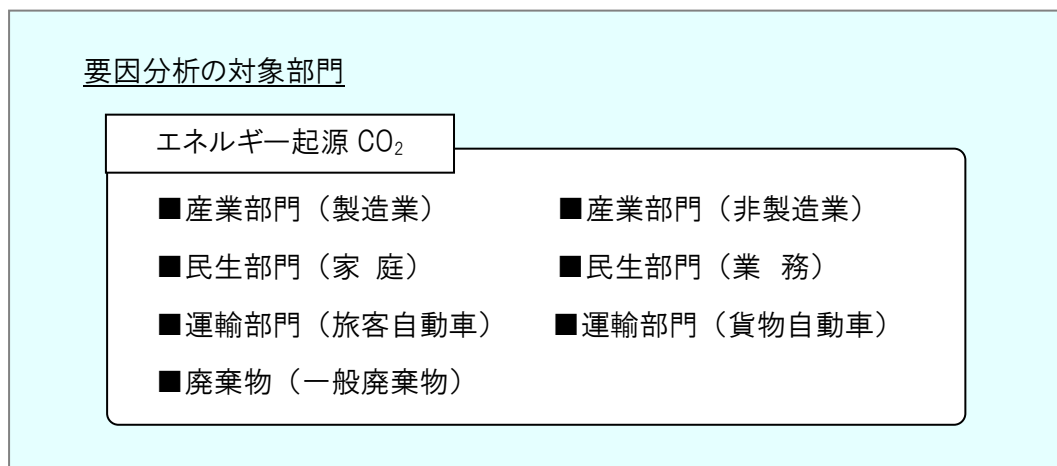 要因分析の対象部門
エネルギー起源 CO₂
■産業部門（製造業） ■産業部門（非製造業）
■民生部門（家 庭） ■民生部門（業 務）
■運輸部門（旅客自動車） ■運輸部門（貨物自動車）
■廃棄物（一般廃棄物）